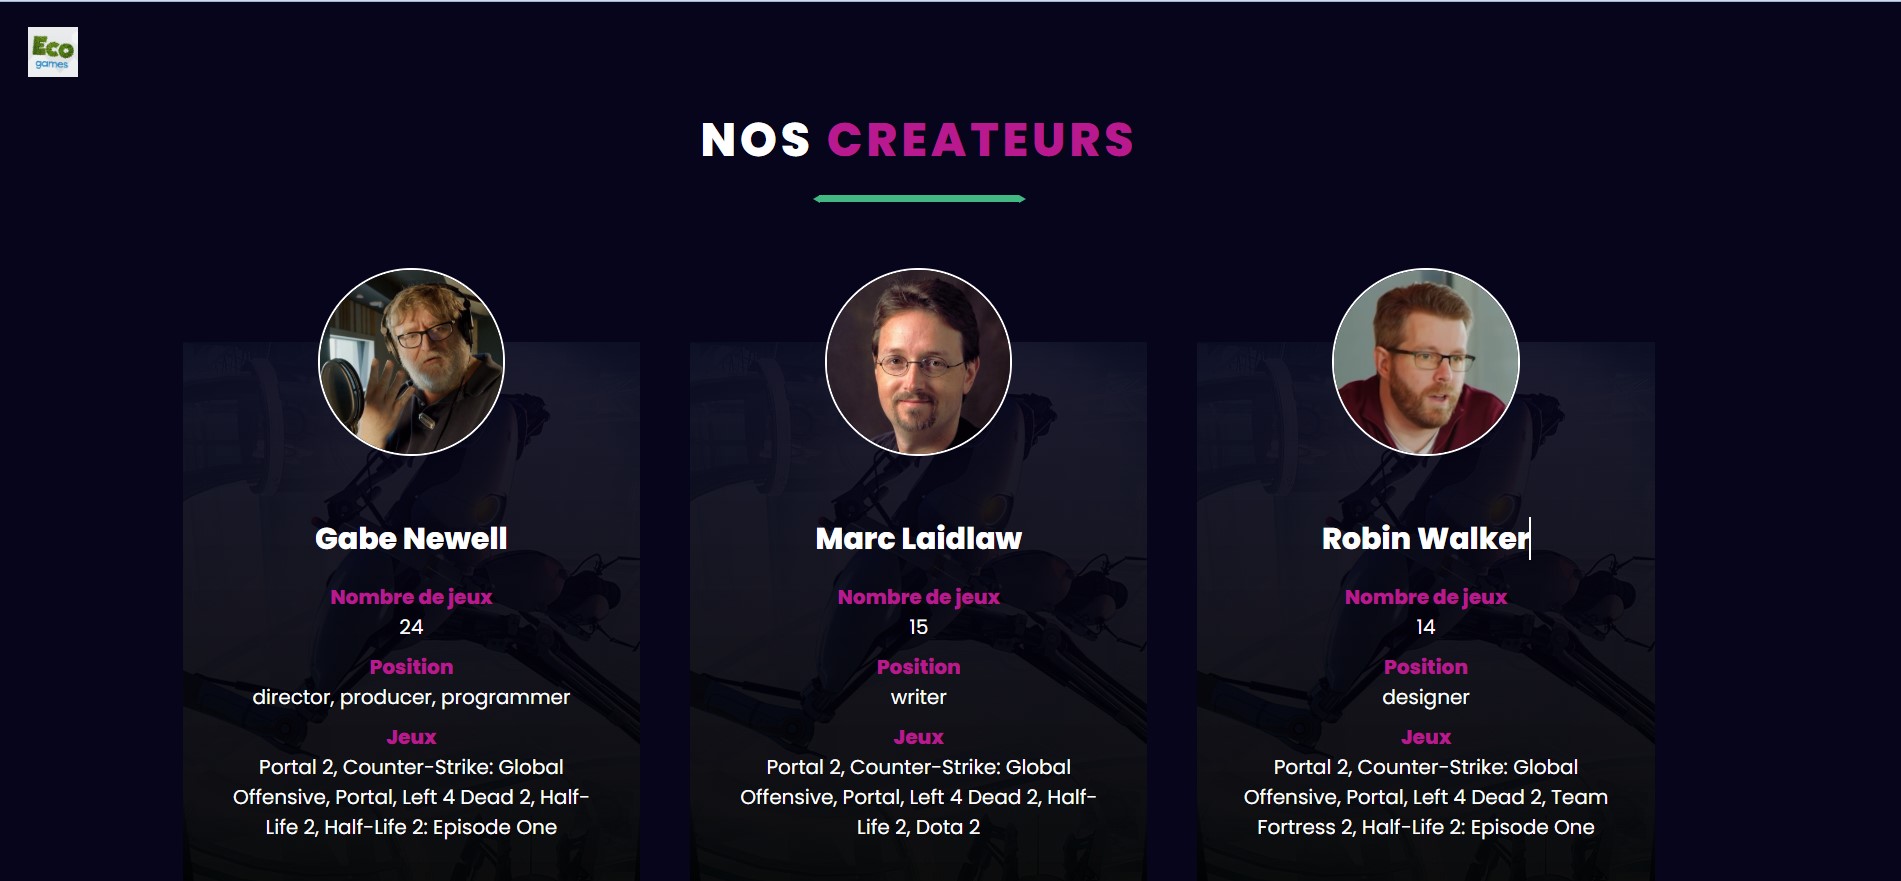 Eco
games
NOS CREATEURS
Gabe Newell
Nombre de jeux
24
Position
director, producer, programmer
Jeux
Portal 2, Counter-Strike: Global
Offensive, Portal, Left 4 Dead 2, Half-
Life 2, Half-Life 2: Episode One
Marc Laidlaw
Nombre de jeux
15
Position
writer
Jeux
Portal 2, Counter-Strike: Global
Offensive, Portal, Left 4 Dead 2, Half-
Life 2, Dota 2
Robin Walker
Nombre de jeux
14
Position
designer
Jeux
Portal 2, Counter-Strike: Global
Offensive, Portal, Left 4 Dead 2, Team
Fortress 2, Half-Life 2: Episode One